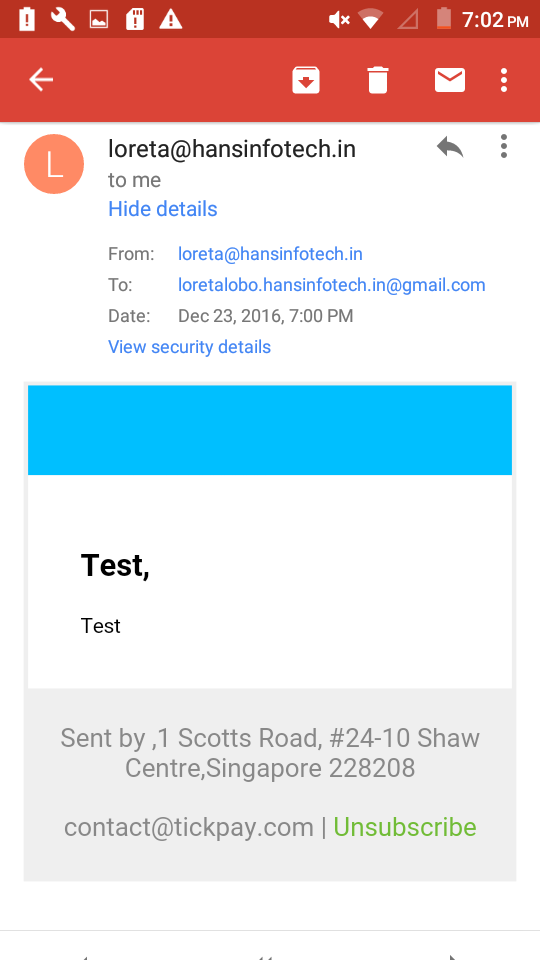 7:02 PM
L
loreta@hansinfotech.in
to me
Hide details
From: loreta@hansinfotech.in
To: loretalobo.hansinfotech.in@gmail.com
Date: Dec 23, 2016, 7:00 PM
View security details
Test,
Test
Sent by ,1 Scotts Road, #24-10 Shaw
Centre,Singapore 228208
contact@tickpay.com | Unsubscribe